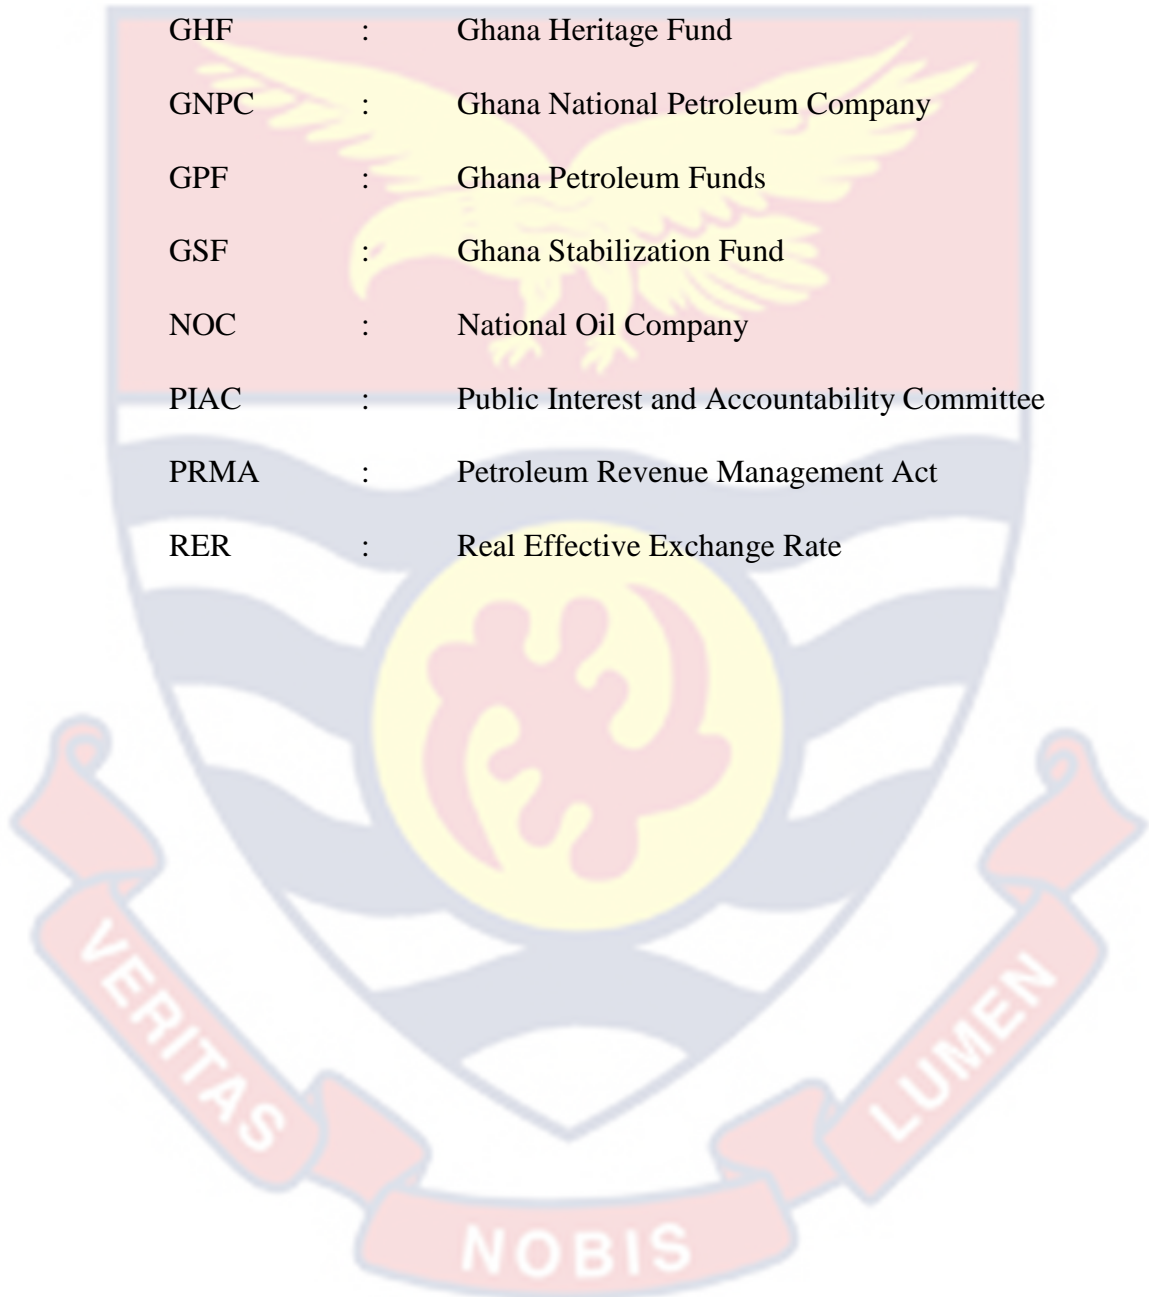 GHF : Ghana Heritage Fund
GNPC : Ghana National Petroleum Company
GPF : Ghana Petroleum Funds
GSF : Ghana Stabilization Fund
NOC : National Oil Company
PIAC : Public Interest and Accountability Committee
PRMA : Petroleum Revenue Management Act
RER : Real Effective Exchange Rate
VERITAS
NOBIS
LUMEN